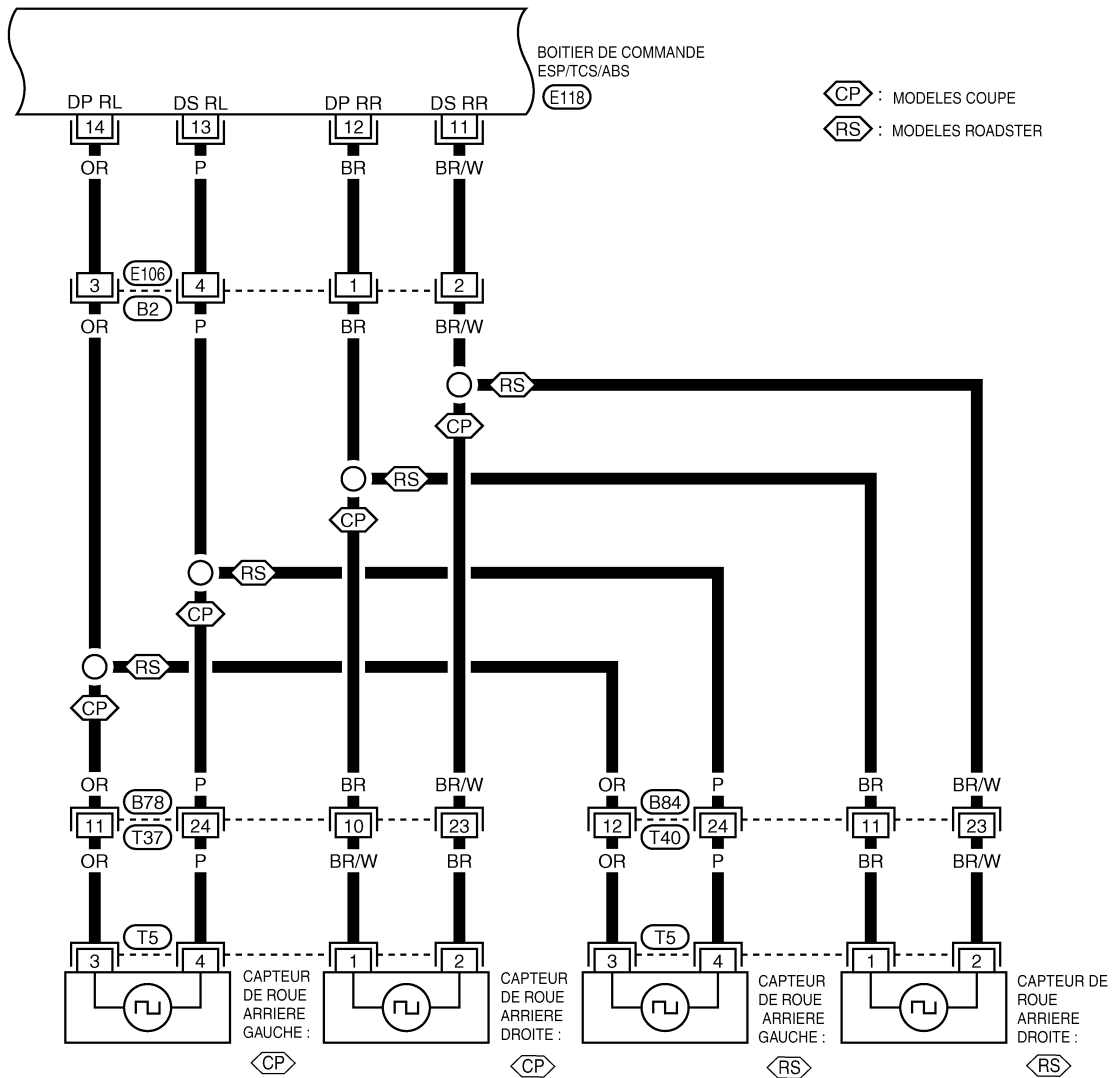 BOITIER DE COMMANDE
ESP/TCS/ABS
E118
CP : MODELES COUPE
RS : MODELES ROADSTER
DP RL DS RL DP RR DS RR
14 13 12 11
OR P BR BR/W
3 E106 4 1 2
B2
OR P BR BR/W
RS
CP
RS
CP
RS
CP
RS
CP
OR P BR BR/W OR P BR BR/W
B78 B84
11 24 10 23 12 24 11 23
T37 T40
OR P BR/W BR OR P BR BR/W
T5 T5
3 4 1 2 3 4 1 2
CAPTEUR
DE ROUE
ARRIERE
GAUCHE :
CP
CAPTEUR
DE ROUE
ARRIERE
DROITE :
CP
CAPTEUR
DE ROUE
ARRIERE
GAUCHE :
RS
CAPTEUR DE
ROUE
ARRIERE
DROITE :
RS